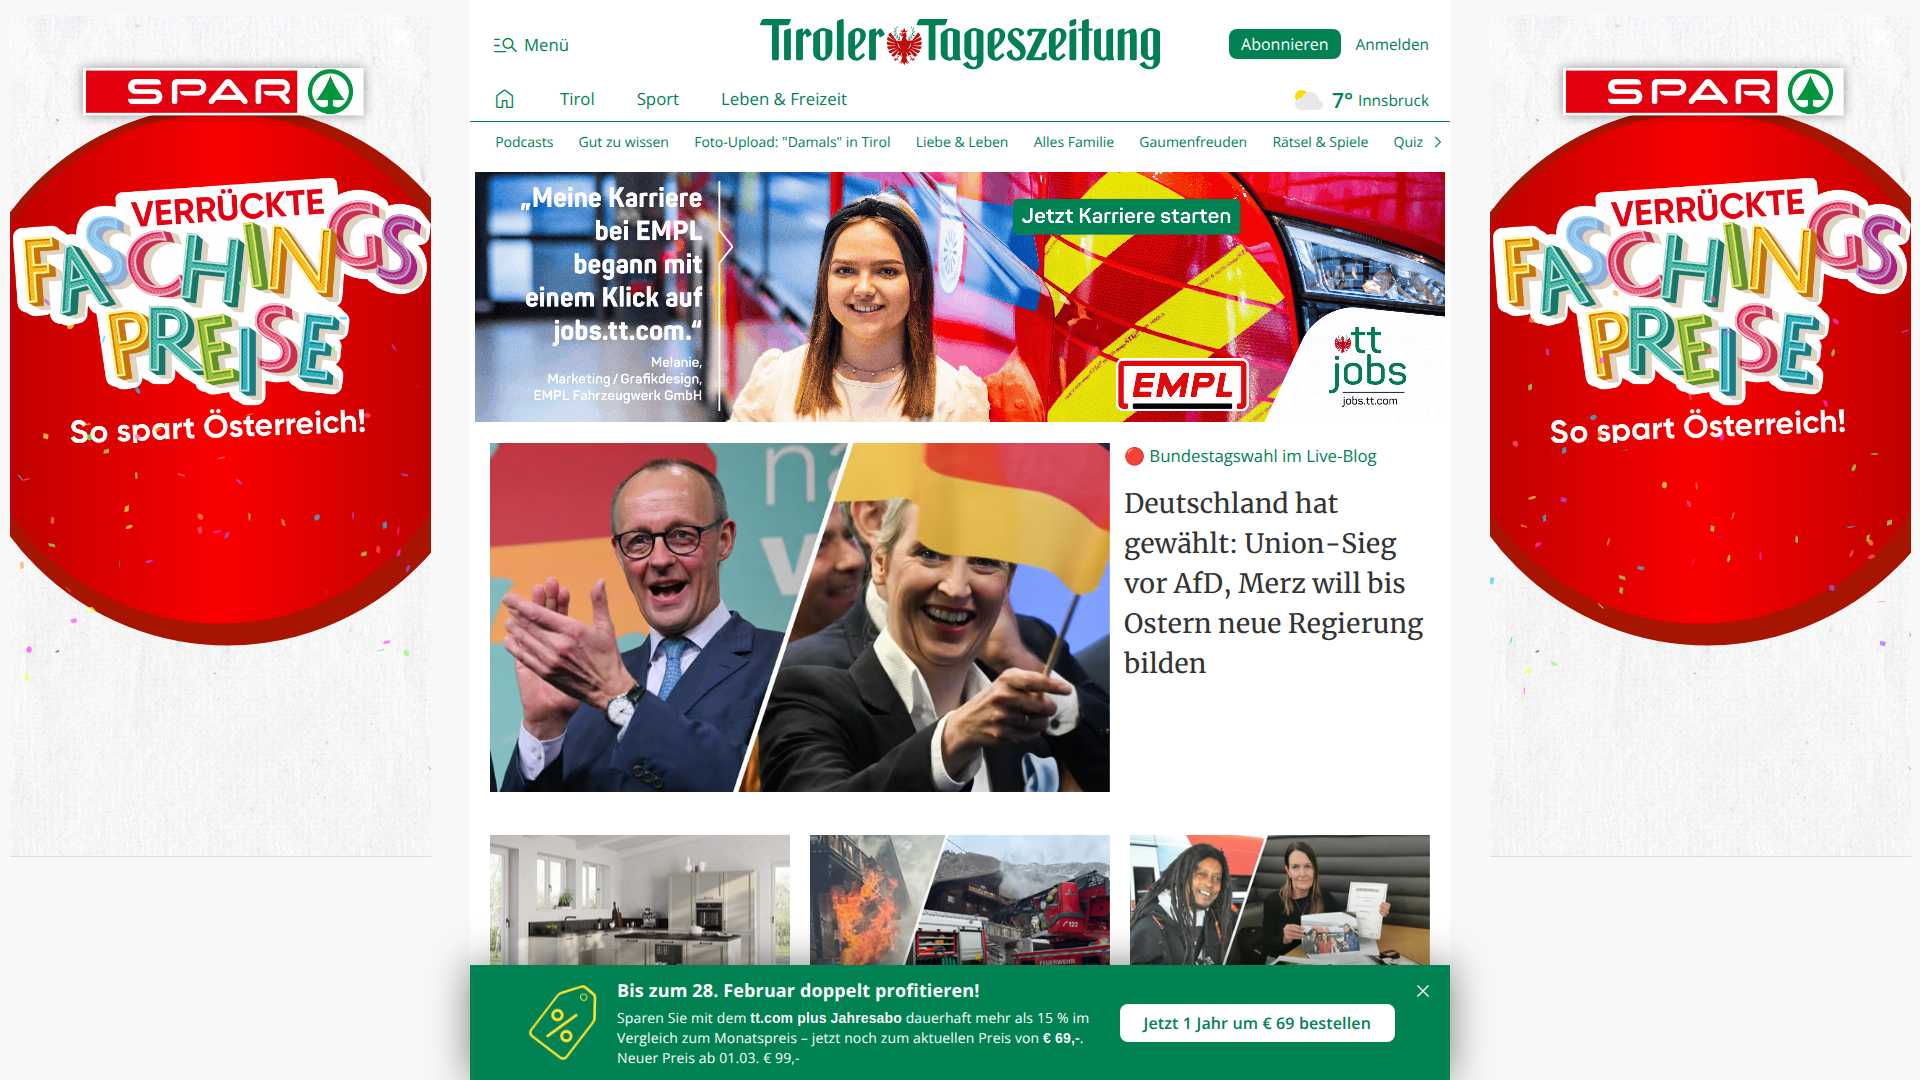 Menü
Tiroler Tageszeitung
Abonnieren
Anmelden
Tirol
Sport
Leben & Freizeit
7° Innsbruck
Podcasts
Gut zu wissen
Foto-Upload: "Damals" in Tirol
Liebe & Leben
Alles Familie
Gaumenfreuden
Rätsel & Spiele
Quiz
SPAR
VERRÜCKTE
FASCHINGS
PREISE
So spart Österreich!
„Meine Karriere
bei EMPL
begann mit
einem Klick auf
jobs.tt.com.“
Melanie,
Marketing / Grafikdesign,
EMPL Fahrzeugwerk GmbH
Jetzt Karriere starten
EMPL
tt
jobs
jobs.tt.com
SPAR
VERRÜCKTE
FASCHINGS
PREISE
So spart Österreich!
Bundestagswahl im Live-Blog
Deutschland hat
gewählt: Union-Sieg
vor AfD, Merz will bis
Ostern neue Regierung
bilden
Bis zum 28. Februar doppelt profitieren!
Sparen Sie mit dem tt.com plus Jahresabo dauerhaft mehr als 15 % im
Vergleich zum Monatspreis – jetzt noch zum aktuellen Preis von € 69,-.
Neuer Preis ab 01.03. € 99,-
Jetzt 1 Jahr um € 69 bestellen